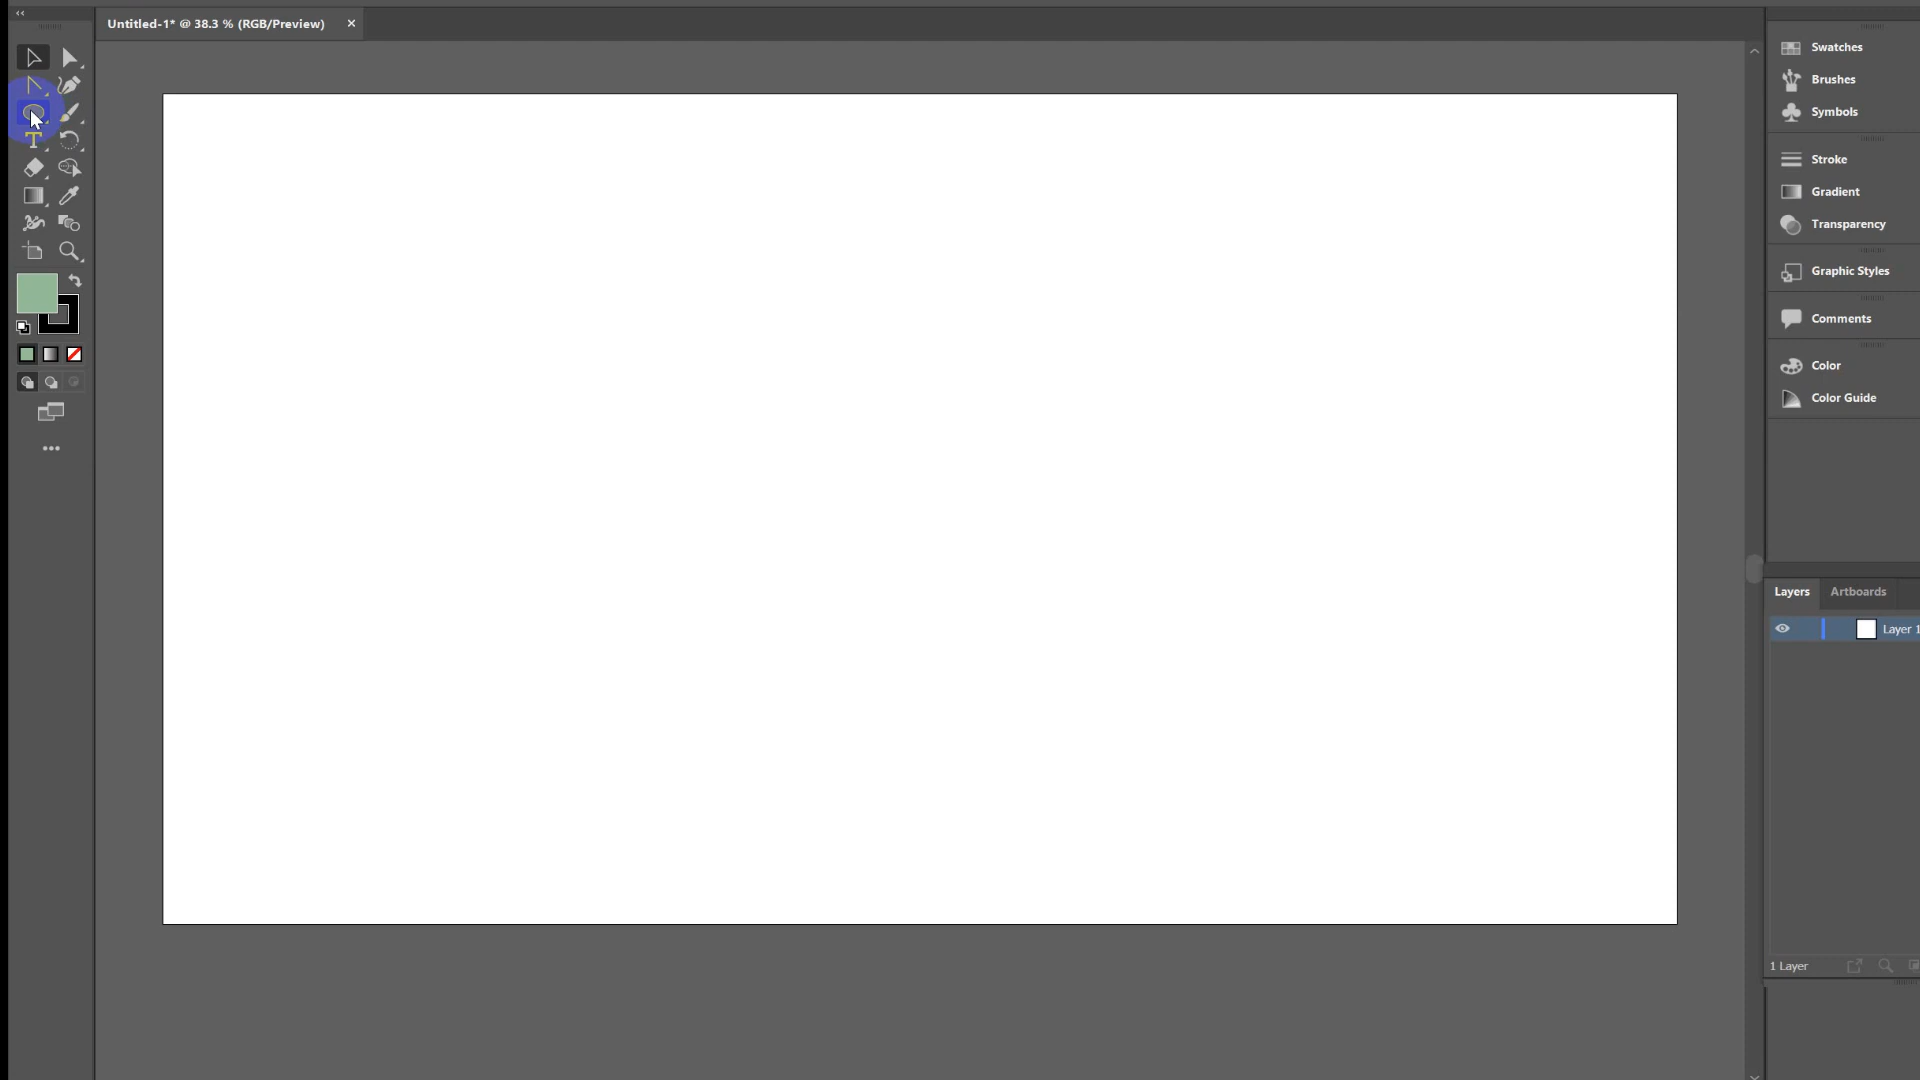 Untitled-1* @ 38.3 % (RGB/Preview)
Swatches
Brushes
Symbols
Stroke
Gradient
Transparency
Graphic Styles
Comments
Color
Color Guide
Layers Artboards
Layer 1
1 Layer